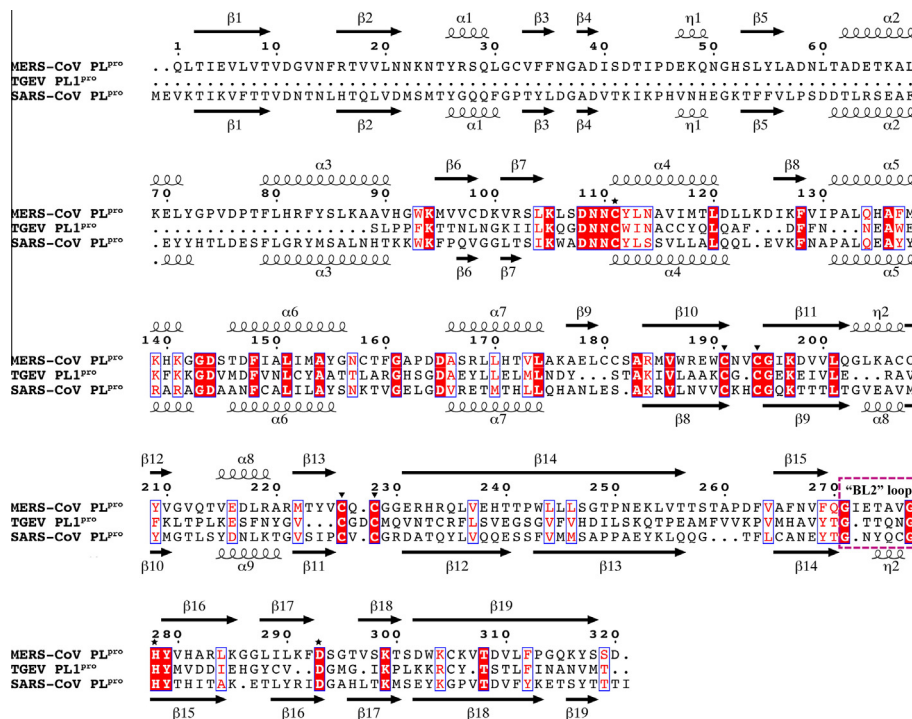 β1 β2 α1 β3 β4 η1 β5 α2
1 10 20 30 40 50 60
MERS-CoV PLpro ..QLTIEVLVTVDGVNFRTVVLNNKNTYRSQLGCVFFNGADISDTIPDEKQNGHSLYLADNLTADETKAL
TGEV PL1pro ......................................................................
SARS-CoV PLpro MEVKTIKVFTTVDNTNLHTQLVDMSMTYGQQFGPTYLDGADVTKIKPHVNHEGKTFFVLPSDDTLRSEAF
β1 β2 α1 β3 β4 η1 β5 α2
α3 β6 β7 α4 β8 α5
70 80 90 100 110 120 130
MERS-CoV PLpro KELYGPVDPTFLHRFYSLKAAVHGWKMVVCDKVRSLKLSDNNCYLNAVIMTLDLLKDIKFVIPALQHAFM
TGEV PL1pro ....................SLPPFKTTNLNGKIILKQGDNNCWINACCYQLQAF..DFFN...NEAWE
SARS-CoV PLpro EYYHTLDESFLGRYMSALNHTKKWKFPQVGGLTSIKWADNNCYLSSVLLALQQL.EVKFNAPALQEAYY
α3 β6 β7 α4 α5
α6 α7 β9 β10 β11 η2
140 150 160 170 180 190 200
MERS-CoV PLpro KHKGGDSTDFIALIMAYGNCTFGAPDDASRLLHTVLAKAELCCSARMVWREWCNVCGIKDVVLQGLKACC
TGEV PL1pro KFKKGDVMDFVNLCYAATTLARGHSGDAEYLLELMLNDY...STAKIVLAAKCG.CGEKEIVLE...RAV
SARS-CoV PLpro RARAGDAANFCALILAYSNKTVGELGDVRETMTHLLQHANLES.AKRVLNVVCKHCGQKTTTLTGVEAVM
α6 α7 β8 β9 α8
β12 α8 β13 β14 β15
210 220 230 240 250 260 270
“BL2” loop
MERS-CoV PLpro YVGVQTVEDLRARMTYVCQ.CGGERHRQLVEHTTPWLLLSGTPNEKLVTTSTAPDFVAFNVFQGIETAVG
TGEV PL1pro FKLTPLKESFNYGV...CGDCMQVNTCRFLSVEGSGVFVHDILSKQTPEAMFVVKPVMHAVYTG.TTQNG
SARS-CoV PLpro YMGTLSYDNLKTGVSIPCV.CGRDATQYLVQQESSFVMMSAPPAEYKLQQG...TFLCANEYTG.NYQCG
β10 α9 β11 β12 β13 β14 η2
β16 β17 β18 β19
280 290 300 310 320
MERS-CoV PLpro HYVHARLKGGLILKFDSGTVSKTSDWKCKVTDVLFPGQKYSSD.
TGEV PL1pro HYMVDDIEHGYCV..DGMG.IKPLKKRCY.TSTLFINANVMT..
SARS-CoV PLpro HYTHITAK.ETLYRIDGAHLTKMSEYKGPVTDVFYKETSYTTTI
β15 β16 β17 β18 β19